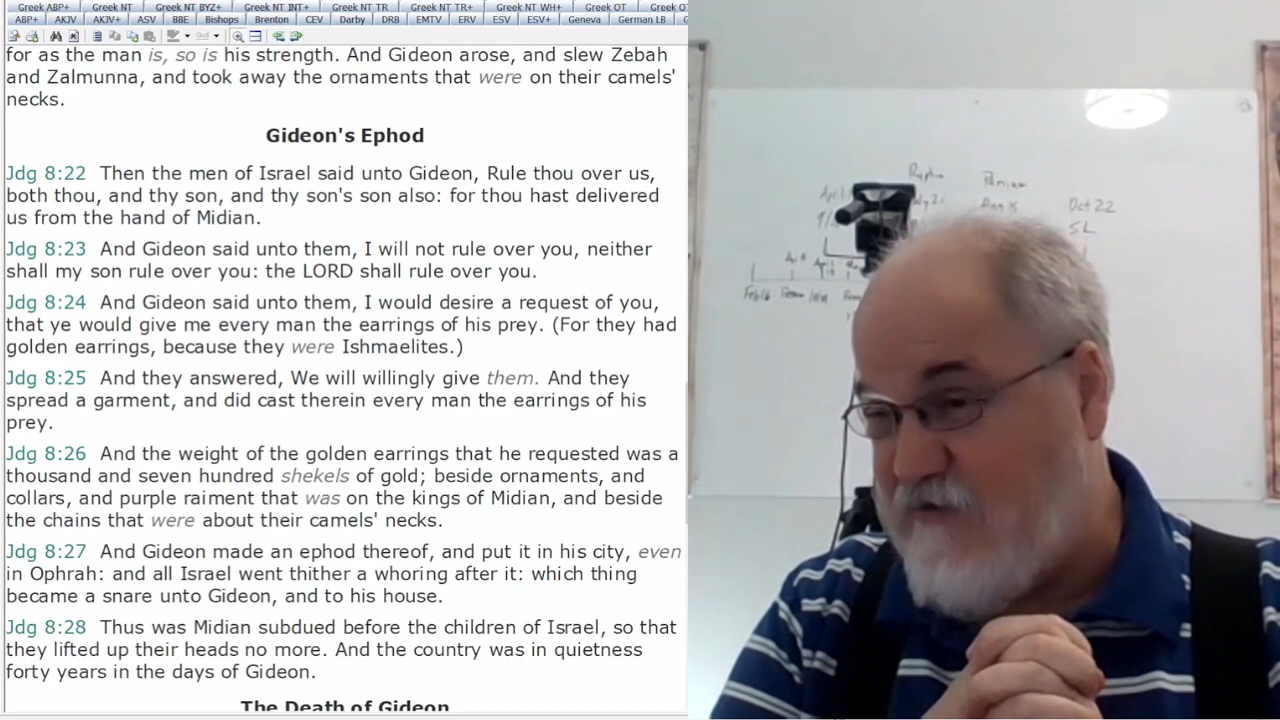 Greek ABP+ Greek NT Greek NT BYZ+ Greek NT INT+ Greek NT TR Greek NT TR+ Greek NT WH+ Greek OT
ABP+ AKJV AKJV+ ASV BBE Bishops Brenton CEV Darby DRB EMTV ERV ESV ESV+ Geneva German LB
for as the man is, so is his strength. And Gideon arose, and slew Zebah
and Zalmunna, and took away the ornaments that were on their camels'
necks.
Gideon's Ephod
Jdg 8:22 Then the men of Israel said unto Gideon, Rule thou over us,
both thou, and thy son, and thy son's son also: for thou hast delivered
us from the hand of Midian.
Jdg 8:23 And Gideon said unto them, I will not rule over you, neither
shall my son rule over you: the LORD shall rule over you.
Jdg 8:24 And Gideon said unto them, I would desire a request of you,
that ye would give me every man the earrings of his prey. (For they had
golden earrings, because they were Ishmaelites.)
Jdg 8:25 And they answered, We will willingly give them. And they
spread a garment, and did cast therein every man the earrings of his
prey.
Jdg 8:26 And the weight of the golden earrings that he requested was a
thousand and seven hundred shekels of gold; beside ornaments, and
collars, and purple raiment that was on the kings of Midian, and beside
the chains that were about their camels' necks.
Jdg 8:27 And Gideon made an ephod thereof, and put it in his city, even
in Ophrah: and all Israel went thither a whoring after it: which thing
became a snare unto Gideon, and to his house.
Jdg 8:28 Thus was Midian subdued before the children of Israel, so that
they lifted up their heads no more. And the country was in quietness
forty years in the days of Gideon.
The Death of Gideon
Oct 22
SL